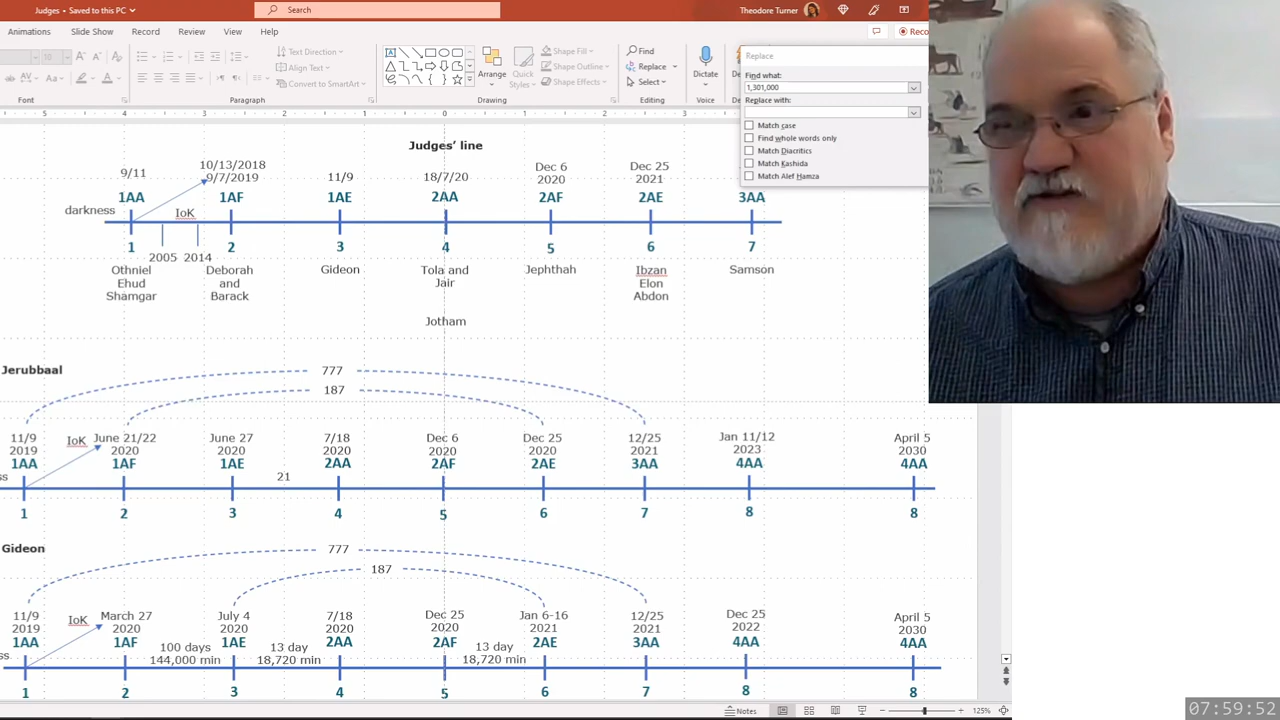 Judges • Saved to this PC
Search
Theodore Turner
Animations
Slide Show
Record
Review
View
Help
Text Direction
Align Text
Convert to SmartArt
Arrange
Quick Styles
Shape Fill
Shape Outline
Shape Effects
Find
Replace
Select
Dictate
Font
Paragraph
Drawing
Editing
Voice
Replace
Find what:
1,301,000
Replace with:
Match case
Find whole words only
Match Diacritics
Match Kashida
Match Alef Hamza
5 4 3 2 1 0 1 2 3
Judges’ line
9/11
10/13/2018
9/7/2019
11/9
18/7/20
Dec 6
2020
Dec 25
2021
1AA 1AF 1AE 2AA 2AF 2AE 3AA
darkness
IoK
1 2 3 4 5 6 7
2005 2014
Othniel
Ehud
Shamgar
Deborah
and
Barack
Gideon
Tola and
Jair
Jephthah
Ibzan
Elon
Abdon
Samson
Jotham
Jerubbaal
777
187
11/9
2019
1AA
IoK
June 21/22
2020
1AF
June 27
2020
1AE
7/18
2020
2AA
Dec 6
2020
2AF
Dec 25
2020
2AE
12/25
2021
3AA
Jan 11/12
2023
4AA
April 5
2030
4AA
ss
21
1 2 3 4 5 6 7 8 8
Gideon
777
187
11/9
2019
1AA
IoK
March 27
2020
1AF
July 4
2020
1AE
7/18
2020
2AA
Dec 25
2020
2AF
Jan 6-16
2021
2AE
12/25
2021
3AA
Dec 25
2022
4AA
April 5
2030
4AA
ss
100 days
144,000 min
13 day
18,720 min
13 day
18,720 min
1 2 3 4 5 6 7 8 8
Notes
125%
07:59:52